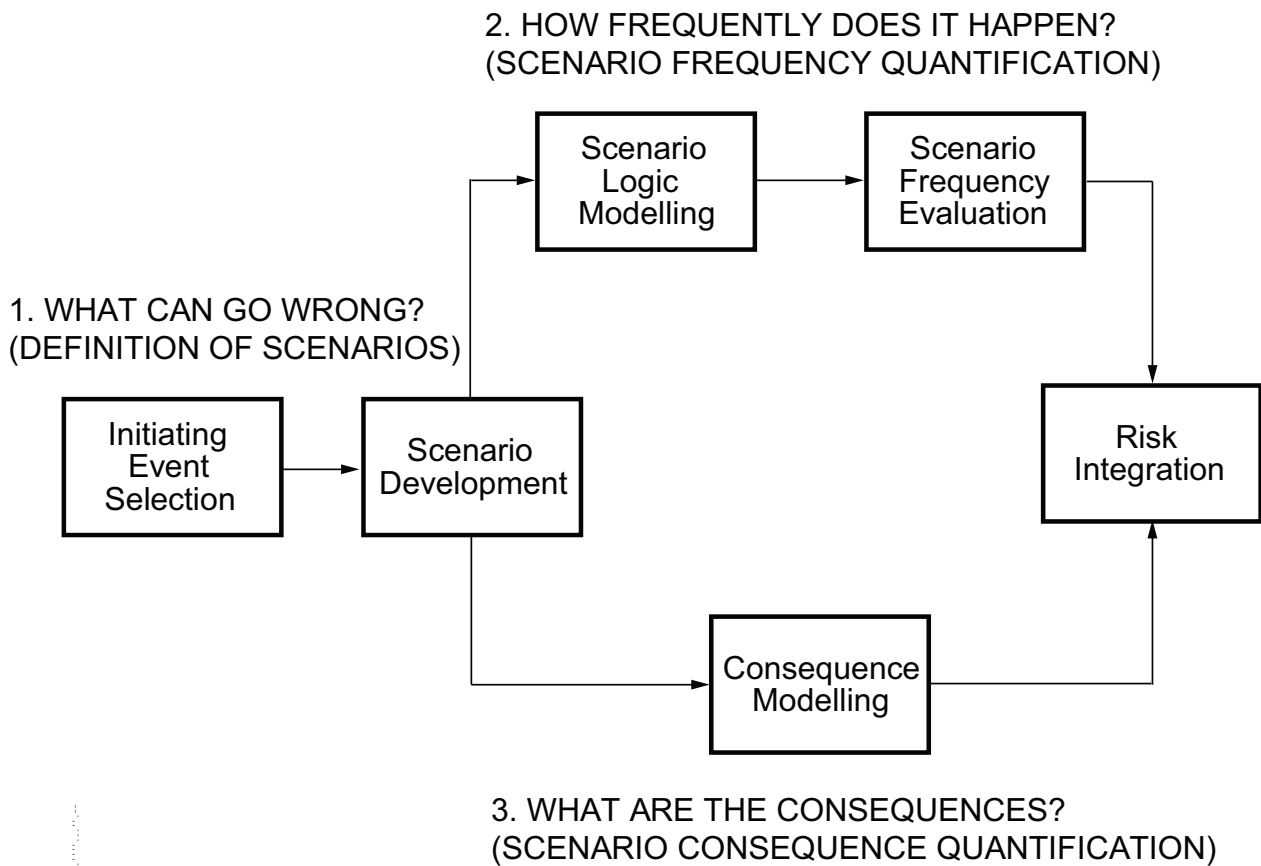 2. HOW FREQUENTLY DOES IT HAPPEN?
(SCENARIO FREQUENCY QUANTIFICATION)
Scenario
Logic
Modelling
Scenario
Frequency
Evaluation
1. WHAT CAN GO WRONG?
(DEFINITION OF SCENARIOS)
Initiating
Event
Selection
Scenario
Development
Risk
Integration
Consequence
Modelling
3. WHAT ARE THE CONSEQUENCES?
(SCENARIO CONSEQUENCE QUANTIFICATION)